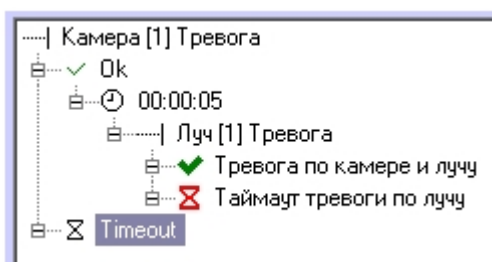 Камера [1] Тревога
Ok
00:00:05
Луч [1] Тревога
Тревога по камере и лучу
Таймаут тревоги по лучу
Timeout